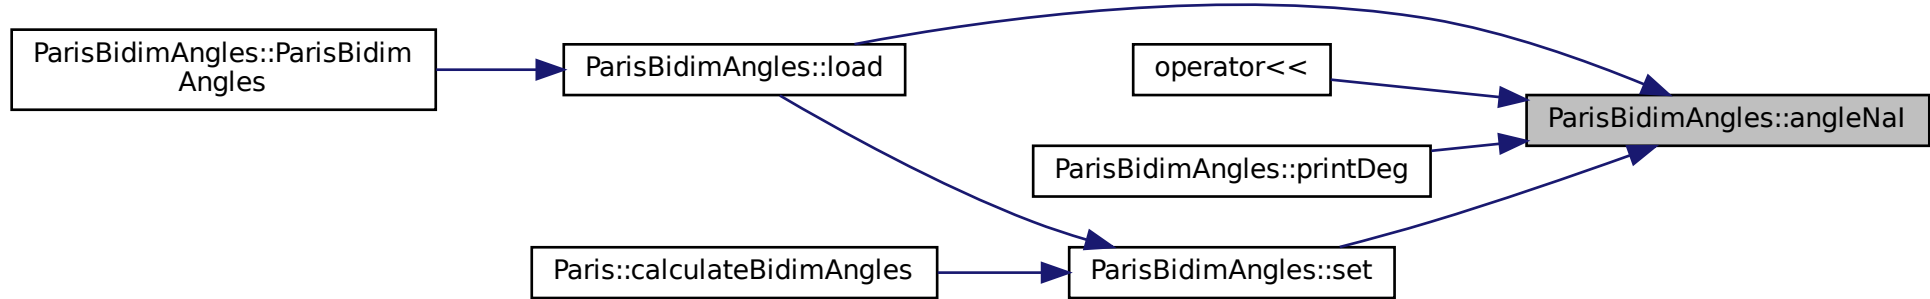 ParisBidimAngles::ParisBidim
Angles
ParisBidimAngles::load
operator<<
ParisBidimAngles::angleNaI
ParisBidimAngles::printDeg
Paris::calculateBidimAngles
ParisBidimAngles::set